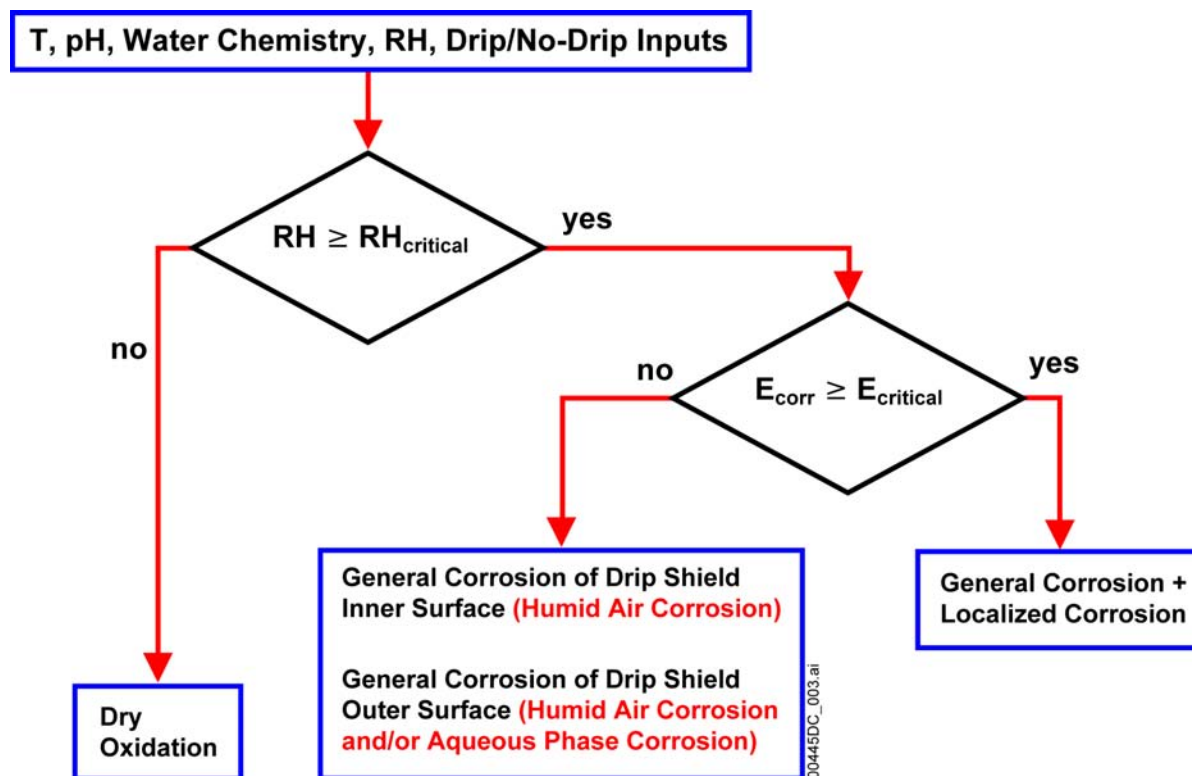 T, pH, Water Chemistry, RH, Drip/No-Drip Inputs
RH ≥ RHcritical
yes
no
Ecorr ≥ Ecritical
no
yes
General Corrosion of Drip Shield
Inner Surface (Humid Air Corrosion)
General Corrosion of Drip Shield
Outer Surface (Humid Air Corrosion
and/or Aqueous Phase Corrosion)
General Corrosion +
Localized Corrosion
Dry
Oxidation
00445DC_003.ai